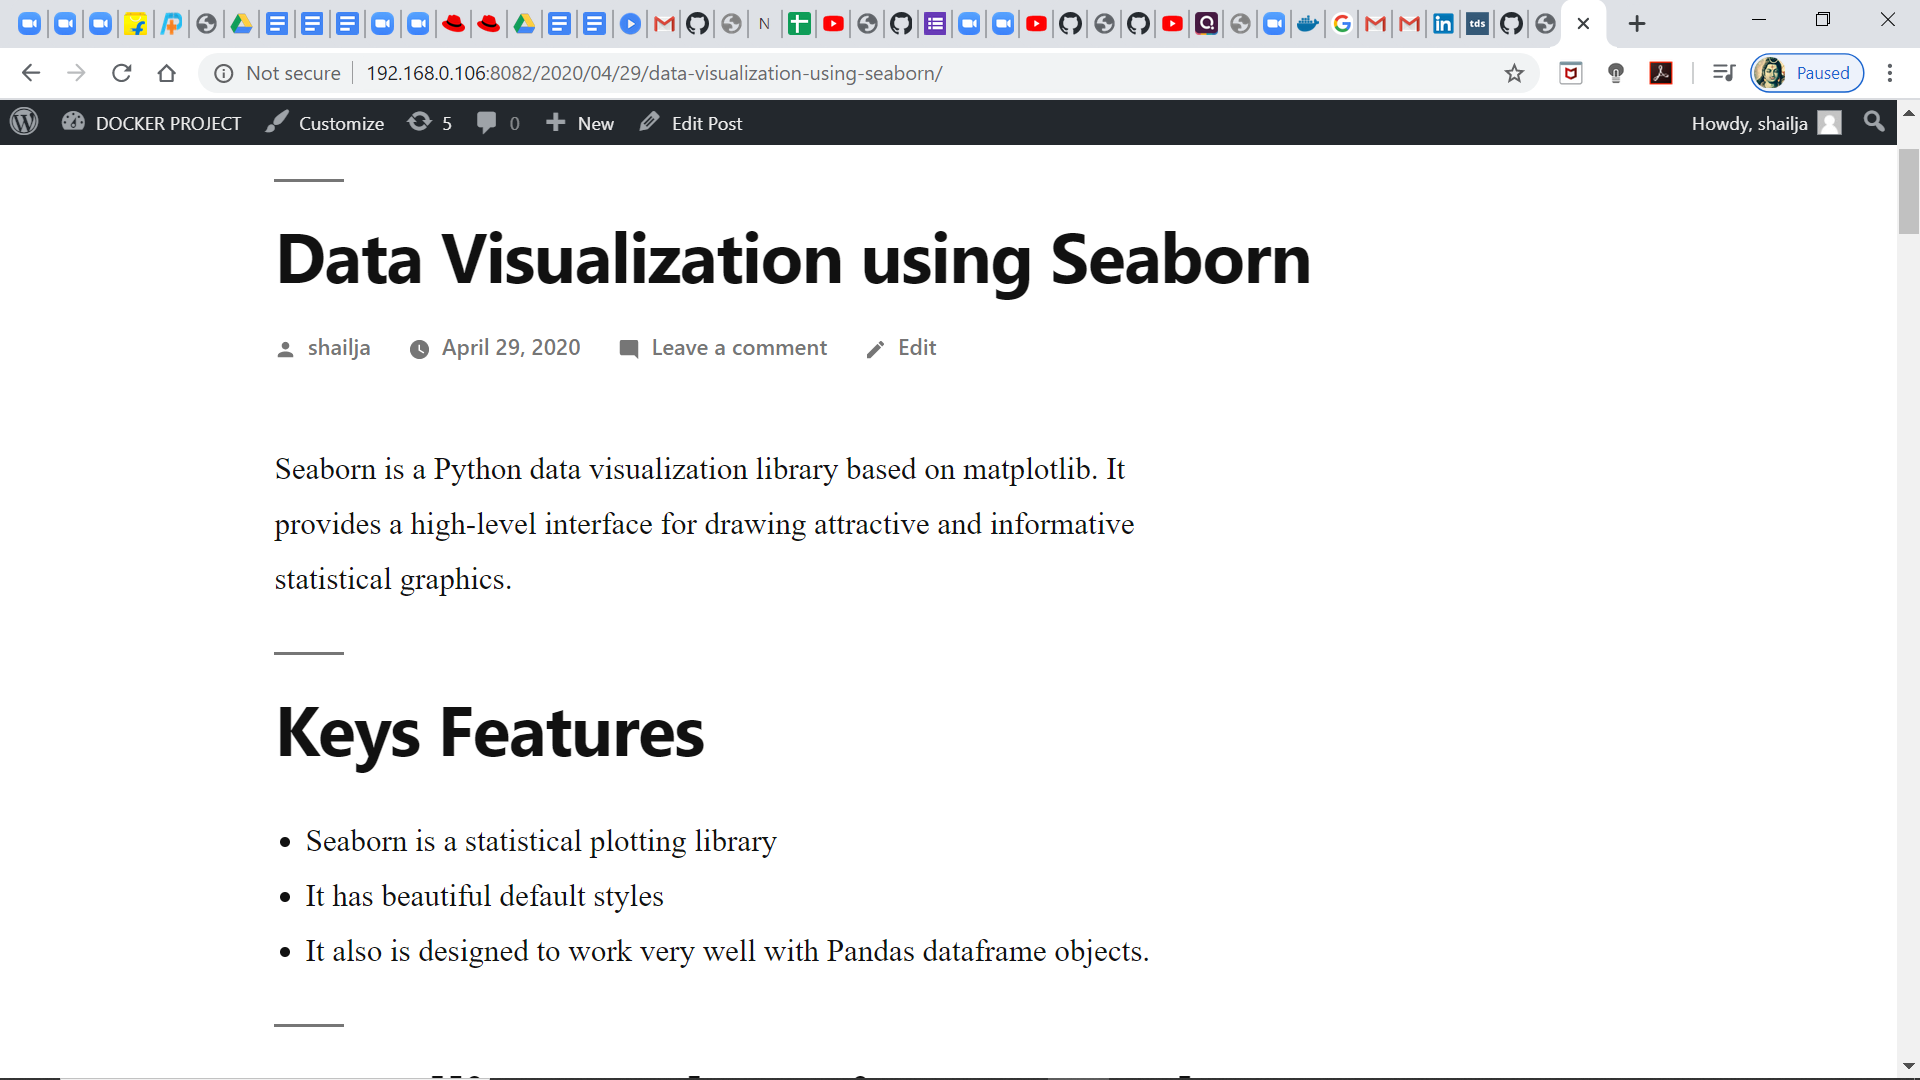 tds
Not secure
192.168.0.106:8082/2020/04/29/data-visualization-using-seaborn/
Paused
DOCKER PROJECT
Customize
5
0
New
Edit Post
Howdy, shailja
Data Visualization using Seaborn
shailja
April 29, 2020
Leave a comment
Edit
Seaborn is a Python data visualization library based on matplotlib. It
provides a high-level interface for drawing attractive and informative
statistical graphics.
Keys Features
Seaborn is a statistical plotting library
It has beautiful default styles
It also is designed to work very well with Pandas dataframe objects.